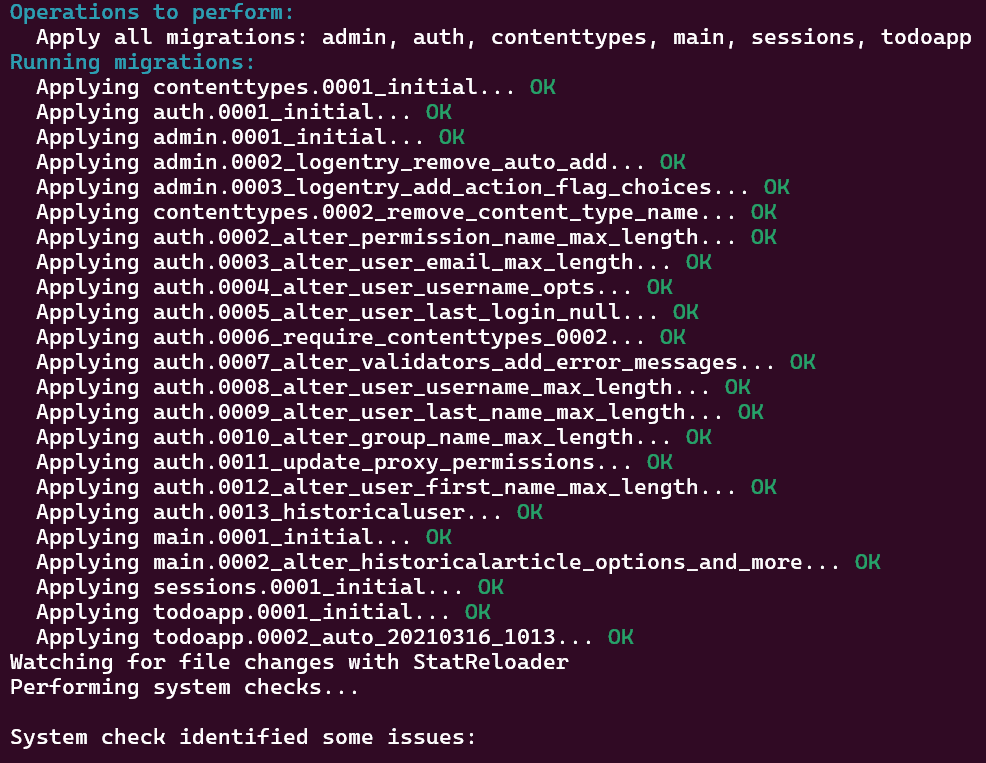 Operations to perform:
  Apply all migrations: admin, auth, contenttypes, main, sessions, todoapp
Running migrations:
  Applying contenttypes.0001_initial... OK
  Applying auth.0001_initial... OK
  Applying admin.0001_initial... OK
  Applying admin.0002_logentry_remove_auto_add... OK
  Applying admin.0003_logentry_add_action_flag_choices... OK
  Applying contenttypes.0002_remove_content_type_name... OK
  Applying auth.0002_alter_permission_name_max_length... OK
  Applying auth.0003_alter_user_email_max_length... OK
  Applying auth.0004_alter_user_username_opts... OK
  Applying auth.0005_alter_user_last_login_null... OK
  Applying auth.0006_require_contenttypes_0002... OK
  Applying auth.0007_alter_validators_add_error_messages... OK
  Applying auth.0008_alter_user_username_max_length... OK
  Applying auth.0009_alter_user_last_name_max_length... OK
  Applying auth.0010_alter_group_name_max_length... OK
  Applying auth.0011_update_proxy_permissions... OK
  Applying auth.0012_alter_user_first_name_max_length... OK
  Applying auth.0013_historicaluser... OK
  Applying main.0001_initial... OK
  Applying main.0002_alter_historicalarticle_options_and_more... OK
  Applying sessions.0001_initial... OK
  Applying todoapp.0001_initial... OK
  Applying todoapp.0002_auto_20210316_1013... OK
Watching for file changes with StatReloader
Performing system checks...

System check identified some issues: